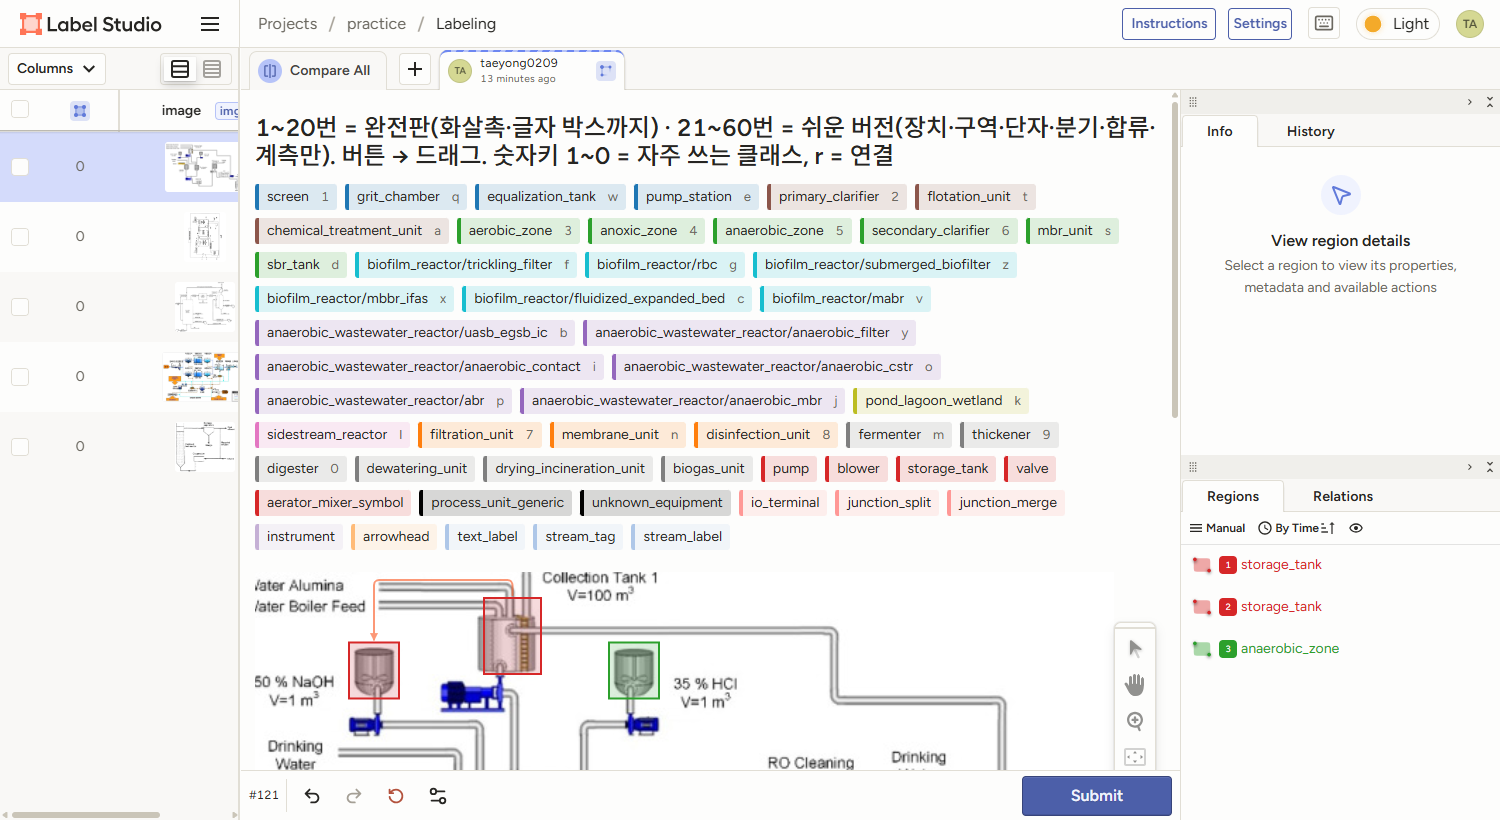 Label Studio
Projects / practice / Labeling
Instructions
Settings
Light
TA
Columns
Compare All
TA
taeyong0209
13 minutes ago
image
0
0
0
0
0
1~20번 = 완전판(화살촉·글자 박스까지) · 21~60번 = 쉬운 버전(장치·구역·단자·분기·합류·
계측만). 버튼 → 드래그. 숫자키 1~0 = 자주 쓰는 클래스, r = 연결
screen 1 grit_chamber q equalization_tank w pump_station e primary_clarifier 2 flotation_unit t
chemical_treatment_unit a aerobic_zone 3 anoxic_zone 4 anaerobic_zone 5 secondary_clarifier 6 mbr_unit s
sbr_tank d biofilm_reactor/trickling_filter f biofilm_reactor/rbc g biofilm_reactor/submerged_biofilter z
biofilm_reactor/mbbr_ifas x biofilm_reactor/fluidized_expanded_bed c biofilm_reactor/mabr v
anaerobic_wastewater_reactor/uasb_egsb_ic b anaerobic_wastewater_reactor/anaerobic_filter y
anaerobic_wastewater_reactor/anaerobic_contact i anaerobic_wastewater_reactor/anaerobic_cstr o
anaerobic_wastewater_reactor/abr p anaerobic_wastewater_reactor/anaerobic_mbr j pond_lagoon_wetland k
sidestream_reactor l filtration_unit 7 membrane_unit n disinfection_unit 8 fermenter m thickener 9
digester 0 dewatering_unit drying_incineration_unit biogas_unit pump blower storage_tank valve
aerator_mixer_symbol process_unit_generic unknown_equipment io_terminal junction_split junction_merge
instrument arrowhead text_label stream_tag stream_label
Collection Tank 1
V=100 m³
Vater Alumina
Vater Boiler Feed
50 % NaOH
V=1 m³
35 % HCl
V=1 m³
Drinking
Water
RO Cleaning
Drinking
#121
Submit
Info
History
View region details
Select a region to view its properties,
metadata and available actions
Regions
Relations
Manual
By Time
1 storage_tank
2 storage_tank
3 anaerobic_zone